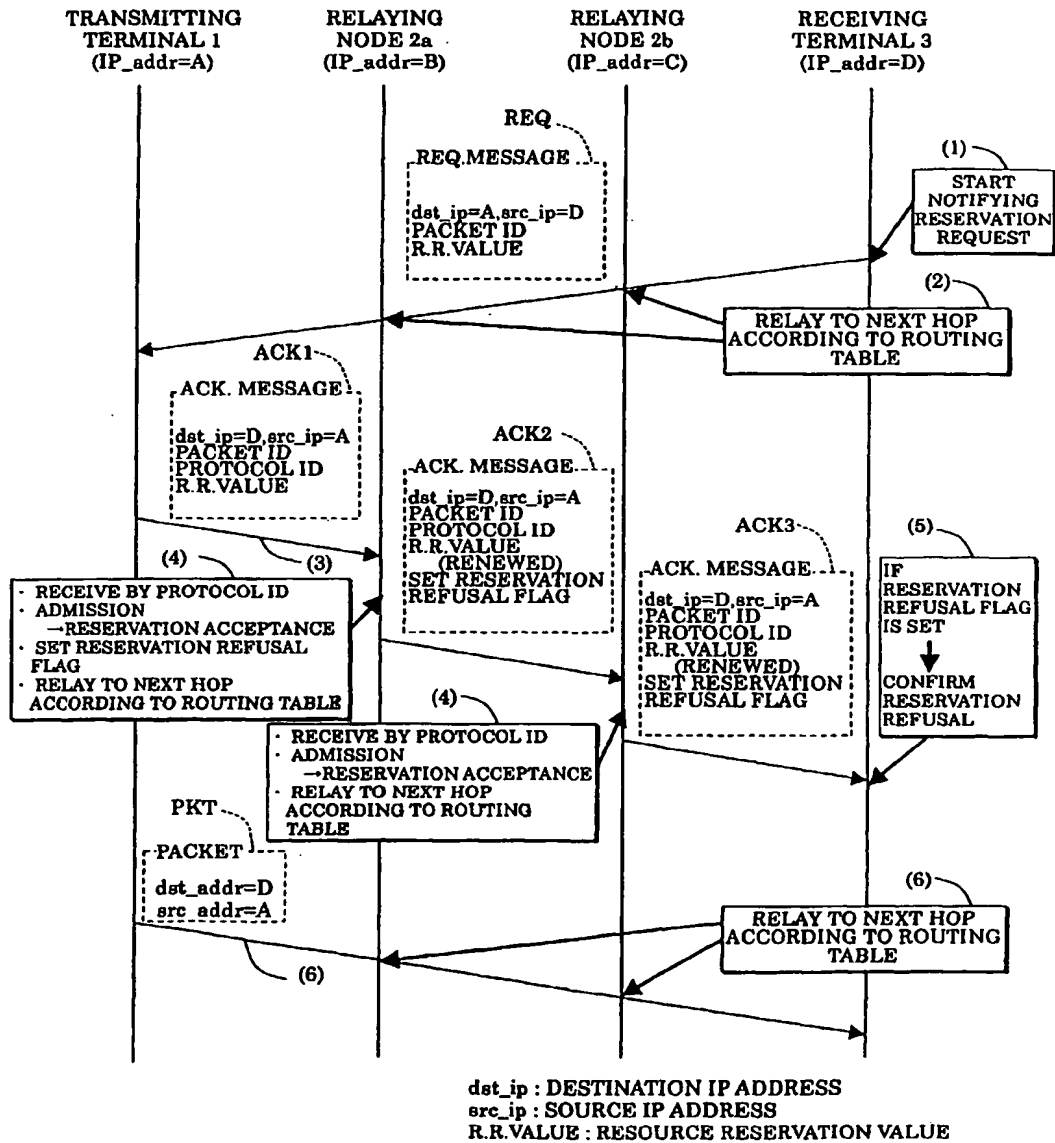 TRANSMITTING
TERMINAL 1
(IP_addr=A)
RELAYING
NODE 2a
(IP_addr=B)
RELAYING
NODE 2b
(IP_addr=C)
RECEIVING
TERMINAL 3
(IP_addr=D)
REQ
REQ.MESSAGE
dst_ip=A,src_ip=D
PACKET ID
R.R.VALUE
(1)
START
NOTIFYING
RESERVATION
REQUEST
(2)
RELAY TO NEXT HOP
ACCORDING TO ROUTING
TABLE
ACK1
ACK. MESSAGE
dst_ip=D,src_ip=A
PACKET ID
PROTOCOL ID
R.R.VALUE
(3)
ACK2
ACK. MESSAGE
dst_ip=D,src_ip=A
PACKET ID
PROTOCOL ID
R.R.VALUE
(RENEWED)
SET RESERVATION
REFUSAL FLAG
(4)
· RECEIVE BY PROTOCOL ID
· ADMISSION
→RESERVATION ACCEPTANCE
· SET RESERVATION REFUSAL
FLAG
· RELAY TO NEXT HOP
ACCORDING TO ROUTING TABLE
ACK3
ACK. MESSAGE
dst_ip=D,src_ip=A
PACKET ID
PROTOCOL ID
R.R.VALUE
(RENEWED)
SET RESERVATION
REFUSAL FLAG
(5)
IF
RESERVATION
REFUSAL FLAG
IS SET
CONFIRM
RESERVATION
REFUSAL
(4)
· RECEIVE BY PROTOCOL ID
· ADMISSION
→RESERVATION ACCEPTANCE
· RELAY TO NEXT HOP
ACCORDING TO ROUTING
TABLE
PKT
PACKET
dst_addr=D
src_addr=A
(6)
(6)
RELAY TO NEXT HOP
ACCORDING TO ROUTING
TABLE
dst_ip : DESTINATION IP ADDRESS
src_ip : SOURCE IP ADDRESS
R.R.VALUE : RESOURCE RESERVATION VALUE